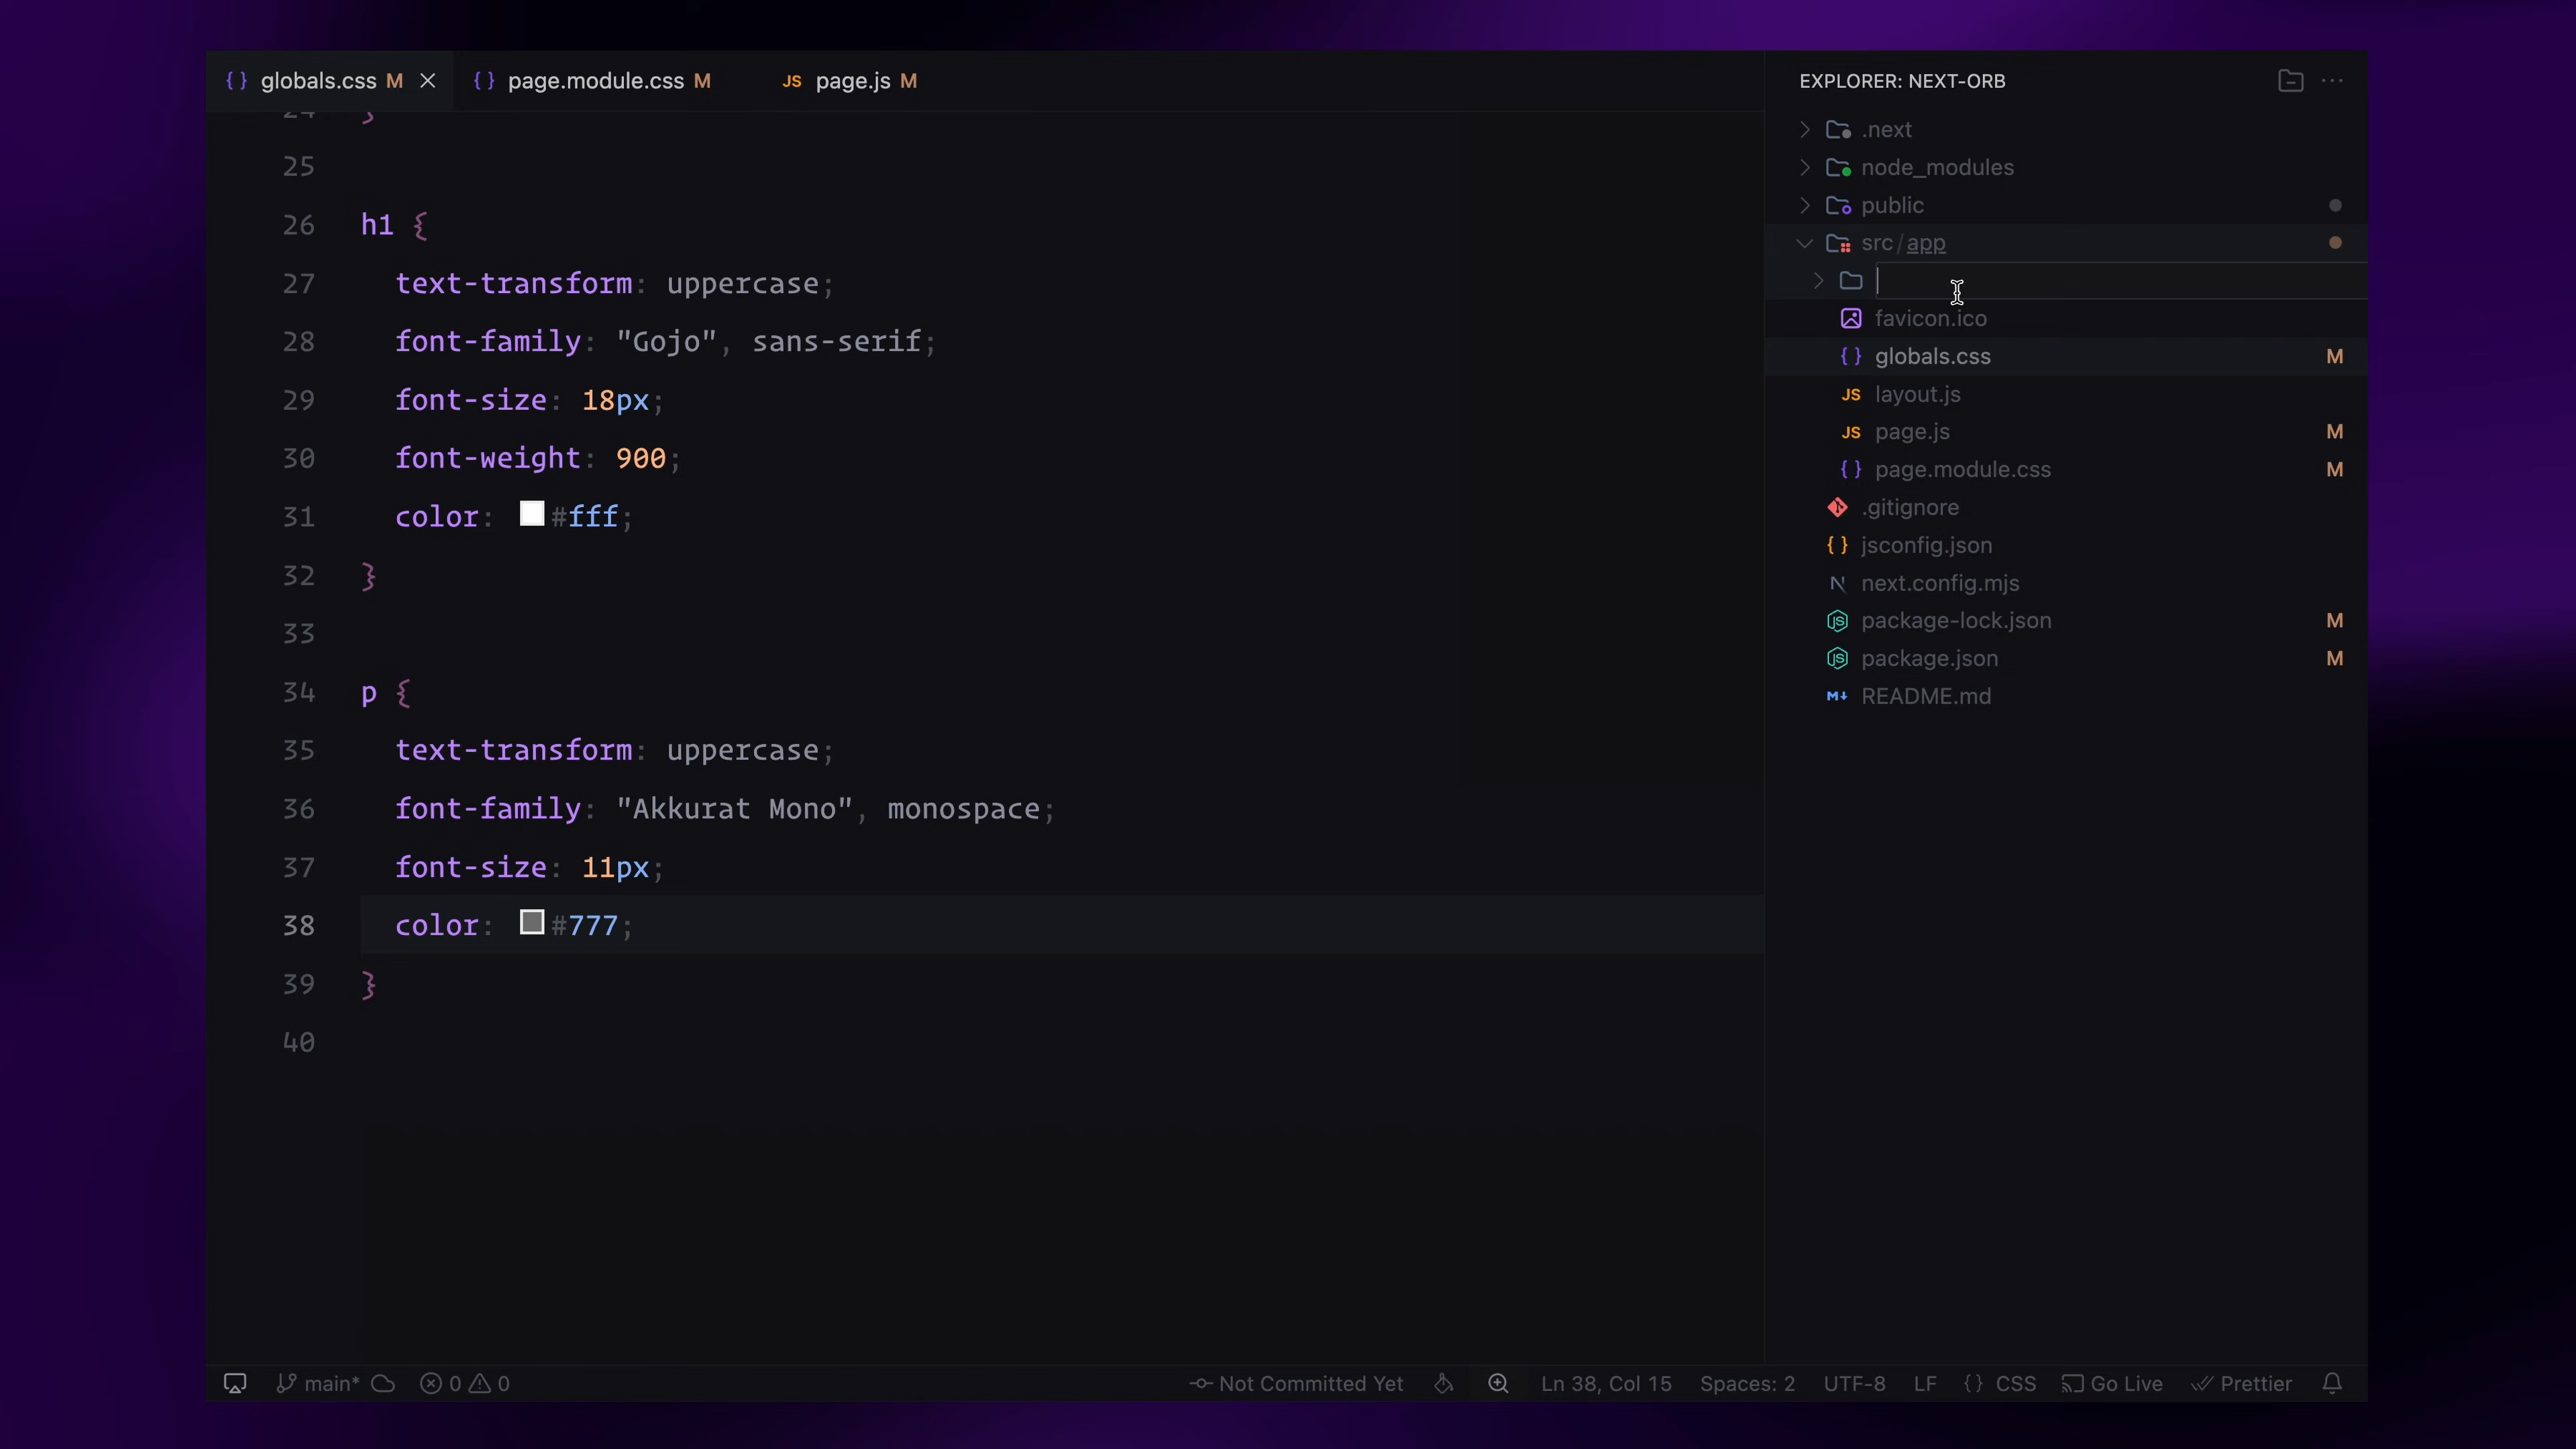 globals.css M
page.module.css M
JS page.js M
24 }
25
26 h1 {
27 text-transform: uppercase;
28 font-family: "Gojo", sans-serif;
29 font-size: 18px;
30 font-weight: 900;
31 color: #fff;
32 }
33
34 p {
35 text-transform: uppercase;
36 font-family: "Akkurat Mono", monospace;
37 font-size: 11px;
38 color: #777;
39 }
40
EXPLORER: NEXT-ORB
.next
node_modules
public
src/app
favicon.ico
{} globals.css M
JS layout.js
JS page.js M
{} page.module.css M
.gitignore
{} jsconfig.json
N next.config.mjs
JS package-lock.json M
JS package.json M
M↓ README.md
main* 0 0 Not Committed Yet Ln 38, Col 15 Spaces: 2 UTF-8 LF {} CSS Go Live Prettier